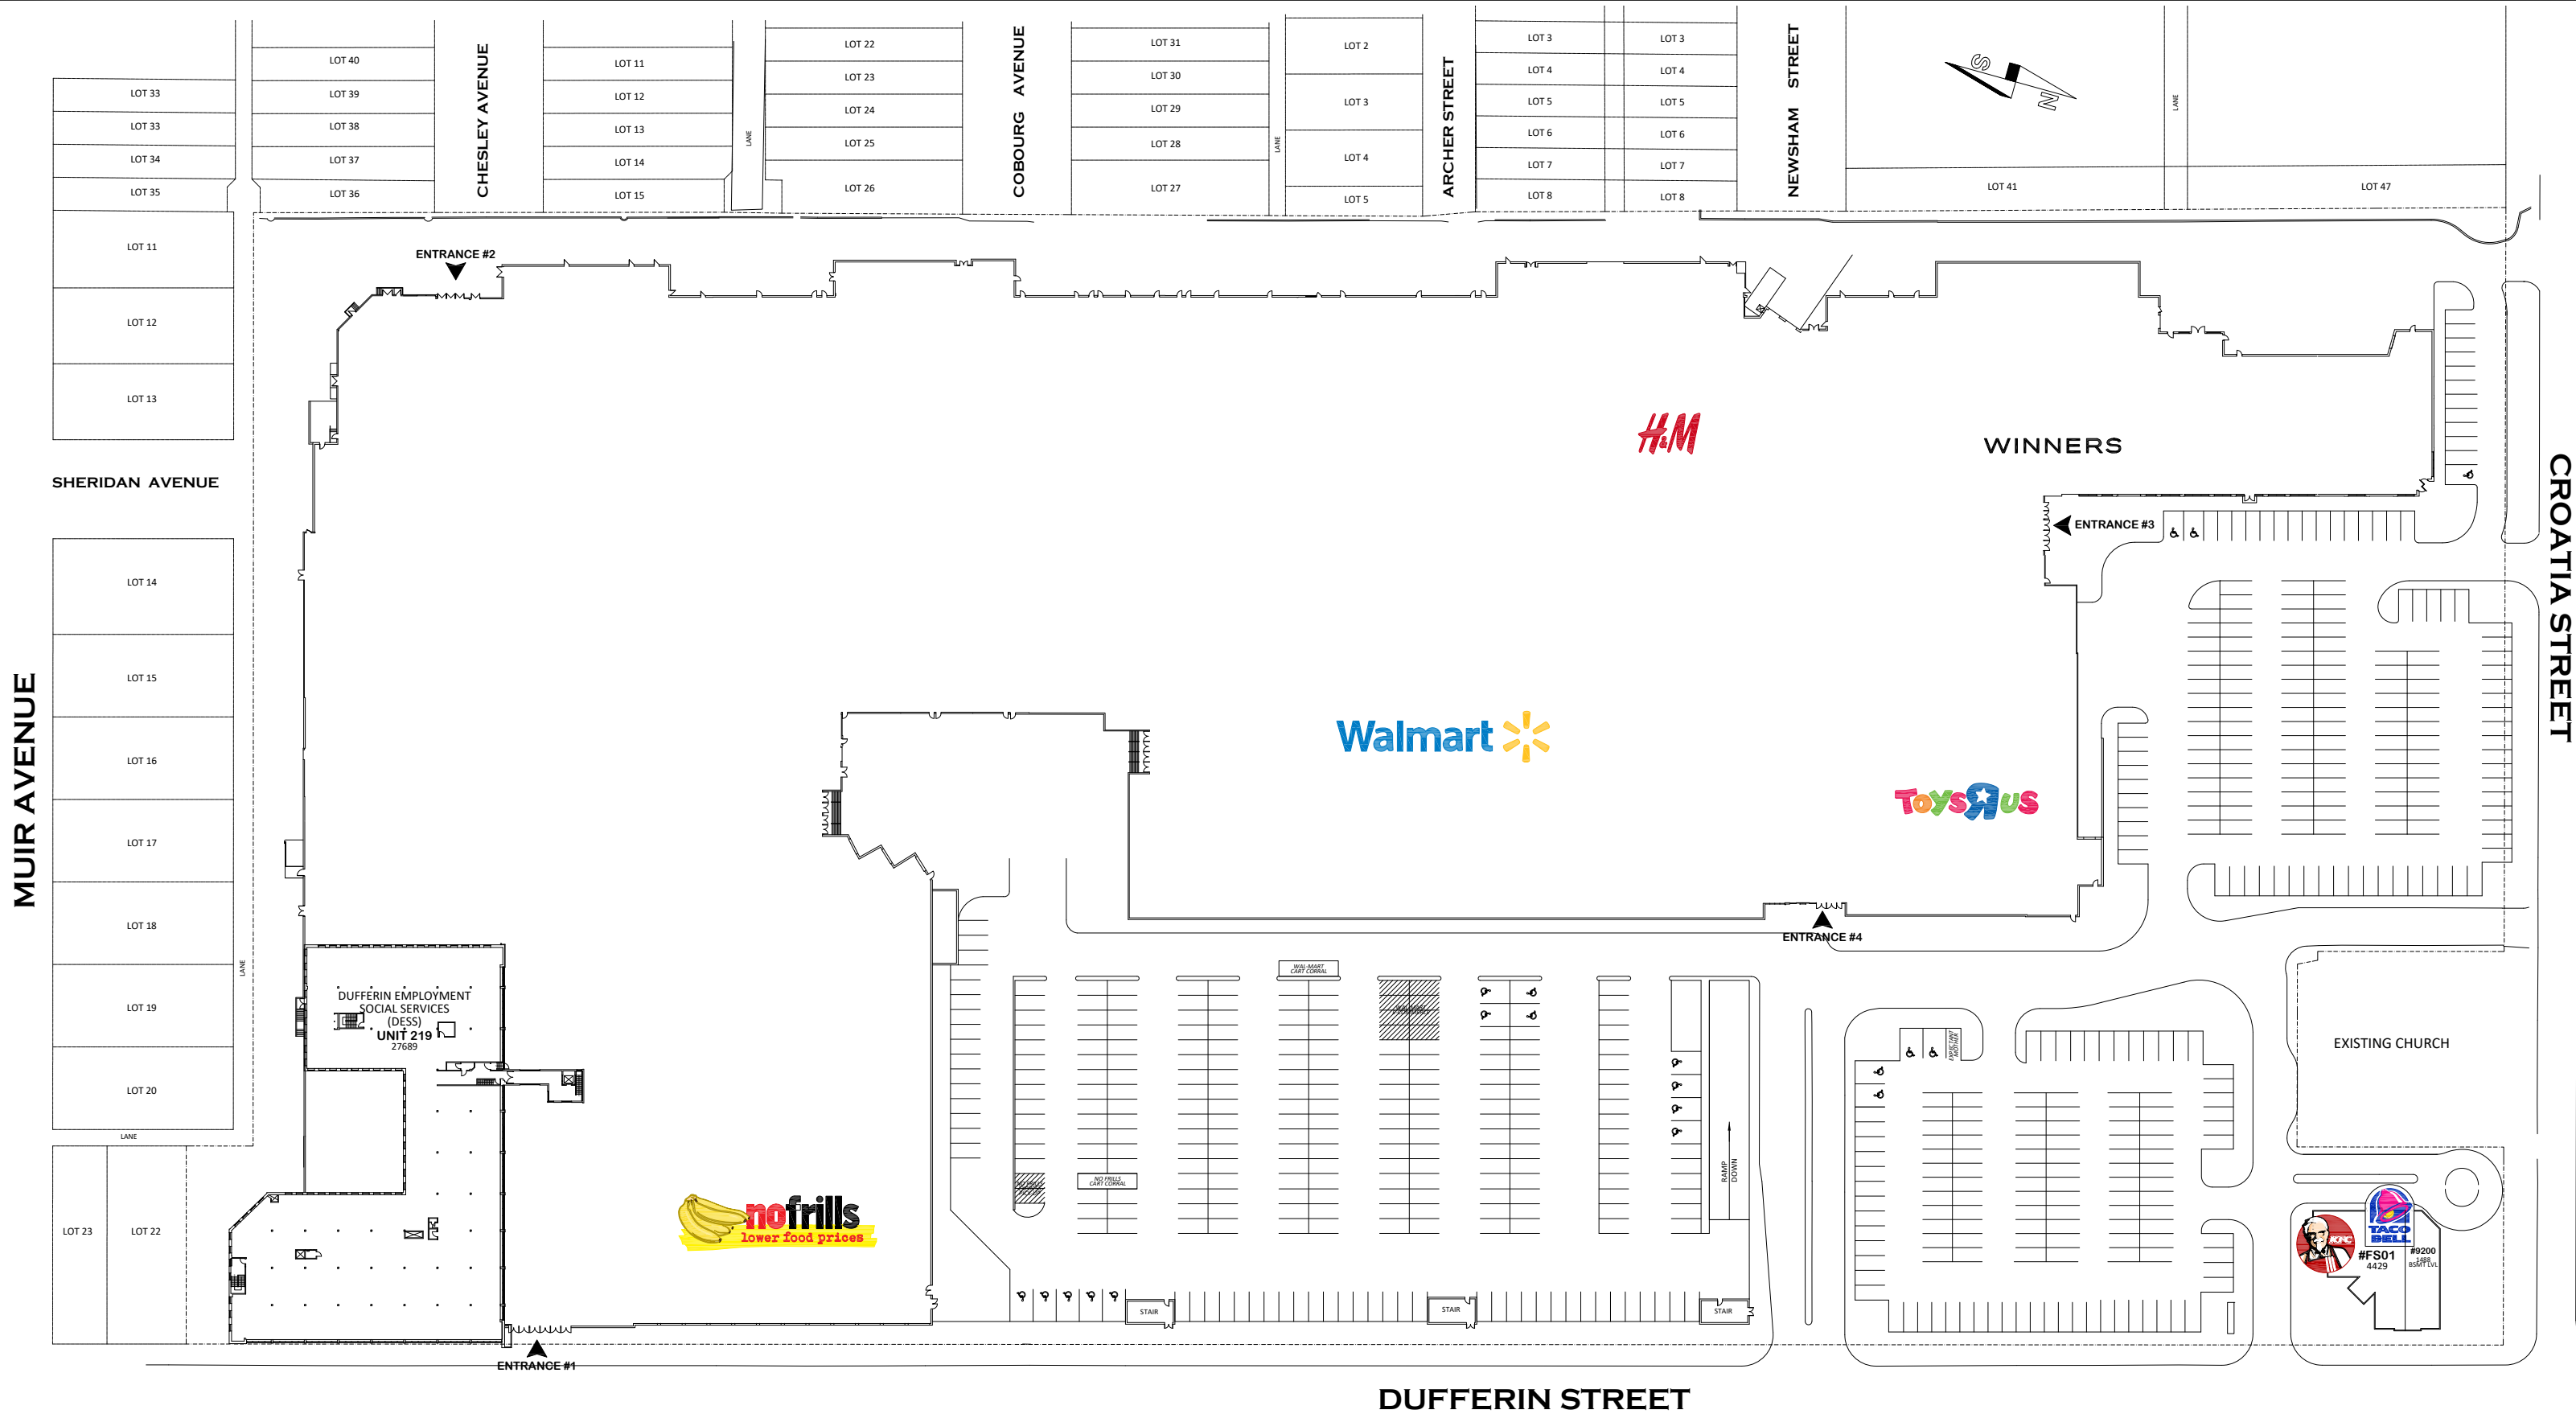 LOT 40
LOT 39
LOT 38
LOT 37
LOT 36
LOT 33
LOT 33
LOT 34
LOT 35
LOT 11
LOT 12
LOT 13
CHESLEY AVENUE
LOT 11
LOT 12
LOT 13
LOT 14
LOT 15
LANE
LOT 22
LOT 23
LOT 24
LOT 25
LOT 26
COBOURG AVENUE
LOT 31
LOT 30
LOT 29
LOT 28
LOT 27
LANE
LOT 2
LOT 3
LOT 4
LOT 5
ARCHER STREET
LOT 3
LOT 4
LOT 5
LOT 6
LOT 7
LOT 8
LOT 3
LOT 4
LOT 5
LOT 6
LOT 7
LOT 8
NEWSHAM STREET
S
N
LANE
LOT 41
LOT 47
ENTRANCE #2
H&M
WINNERS
SHERIDAN AVENUE
ENTRANCE #3
CROATIA STREET
LOT 14
LOT 15
LOT 16
LOT 17
LOT 18
LOT 19
LOT 20
LANE
LANE
LOT 23
LOT 22
MUIR AVENUE
Walmart
ToysЯus
ENTRANCE #4
DUFFERIN EMPLOYMENT
SOCIAL SERVICES
(DESS)
UNIT 219
27689
WAL-MART
CART CORRAL
NO FRILLS
CART CORRAL
RAMP
DOWN
EXPECTANT
MOTHER
EXISTING CHURCH
nofrills
lower food prices
STAIR
STAIR
STAIR
KFC
TACO
BELL
#FS01
4429
#9200
1488
BSMT LVL
ENTRANCE #1
DUFFERIN STREET